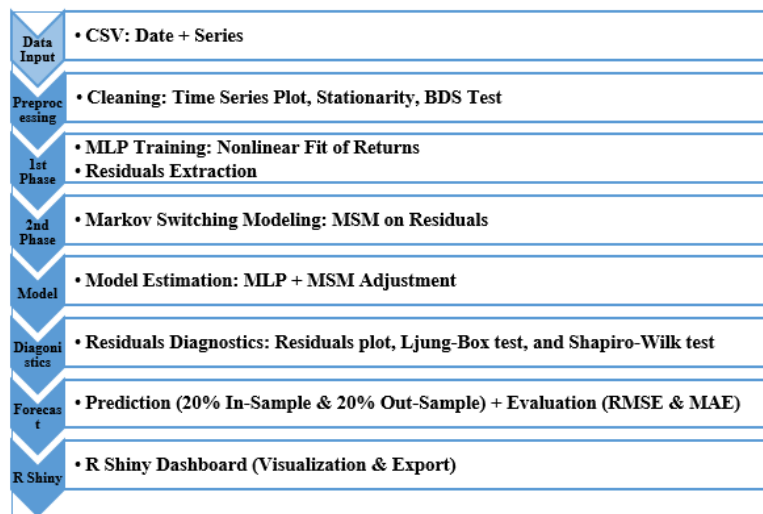 Data
Input
• CSV: Date + Series
Preproc
essing
• Cleaning: Time Series Plot, Stationarity, BDS Test
1st
Phase
• MLP Training: Nonlinear Fit of Returns
• Residuals Extraction
2nd
Phase
• Markov Switching Modeling: MSM on Residuals
Model
• Model Estimation: MLP + MSM Adjustment
Diagoni
stics
• Residuals Diagnostics: Residuals plot, Ljung-Box test, and Shapiro-Wilk test
Forecas
t
• Prediction (20% In-Sample & 20% Out-Sample) + Evaluation (RMSE & MAE)
R Shiny
• R Shiny Dashboard (Visualization & Export)